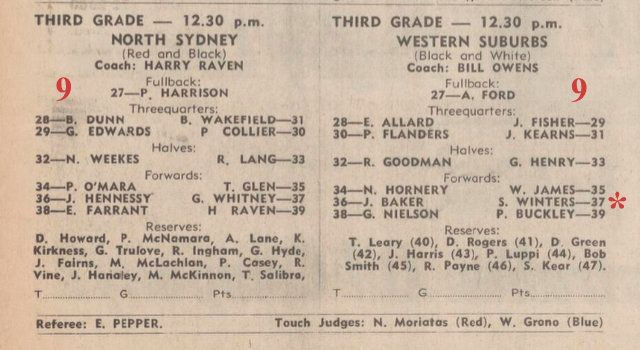 THIRD GRADE — 12.30 p.m.
NORTH SYDNEY
(Red and Black)
Coach: HARRY RAVEN
9
Fullback:
27—P. HARRISON
Threequarters:
28—B. DUNN B. WAKEFIELD—31
29—G. EDWARDS P COLLIER—30
Halves:
32—N. WEEKES R. LANG—33
Forwards:
34—P. O'MARA T. GLEN—35
36—J. HENNESSY G. WHITNEY—37
38—E. FARRANT H RAVEN—39
Reserves:
D. Howard, P. McNamara, A. Lane, K.
Kirkness, G. Trulove, R. Ingham, G. Hyde,
J. Fairns, M. McLachlan, P. Casey, R.
Vine, J. Hanaley, M. McKinnon, T. Salibra,
T............ G............ Pts............
THIRD GRADE — 12.30 p.m.
WESTERN SUBURBS
(Black and White)
Coach: BILL OWENS
Fullback:
9
27—A. FORD
Threequarters:
28—E. ALLARD J. FISHER—29
30—P. FLANDERS J. KEARNS—31
Halves:
32—R. GOODMAN G. HENRY—33
Forwards:
34—N. HORNERY W. JAMES—35
36—J. BAKER S. WINTERS—37 *
38—G. NIELSON P. BUCKLEY—39
Reserves:
T. Leary (40), D. Rogers (41), D. Green
(42), J. Harris (43), P. Luppi (44), Bob
Smith (45), R. Payne (46), S. Kear (47).
T............ G............ Pts............
Referee: E. PEPPER. Touch Judges: N. Moriatas (Red), W. Grono (Blue)